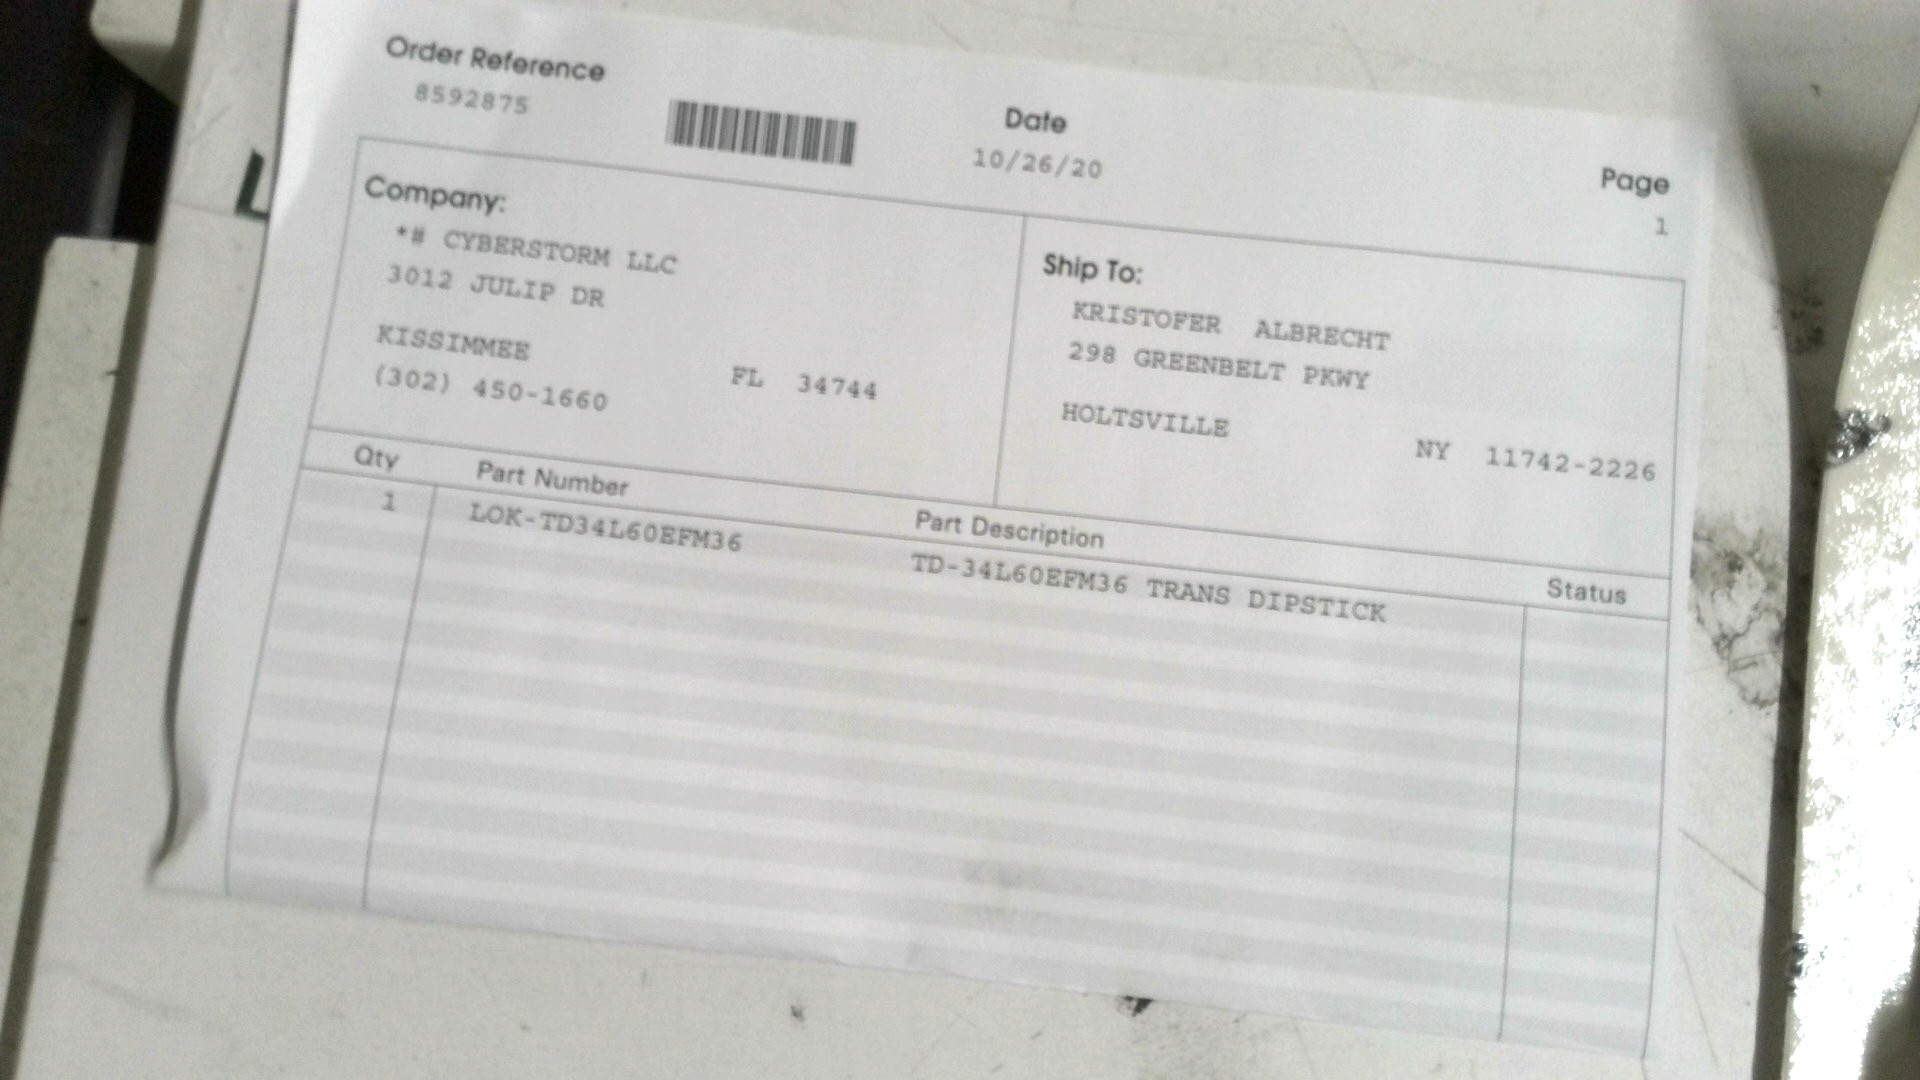 Order Reference
8592875
Date
10/26/20
Page
1
Company:
*# CYBERSTORM LLC
3012 JULIP DR
KISSIMMEE FL 34744
(302) 450-1660
Ship To:
KRISTOFER ALBRECHT
298 GREENBELT PKWY
HOLTSVILLE NY 11742-2226
Qty Part Number Part Description Status
1 LOK-TD34L60EFM36 TD-34L60EFM36 TRANS DIPSTICK
L